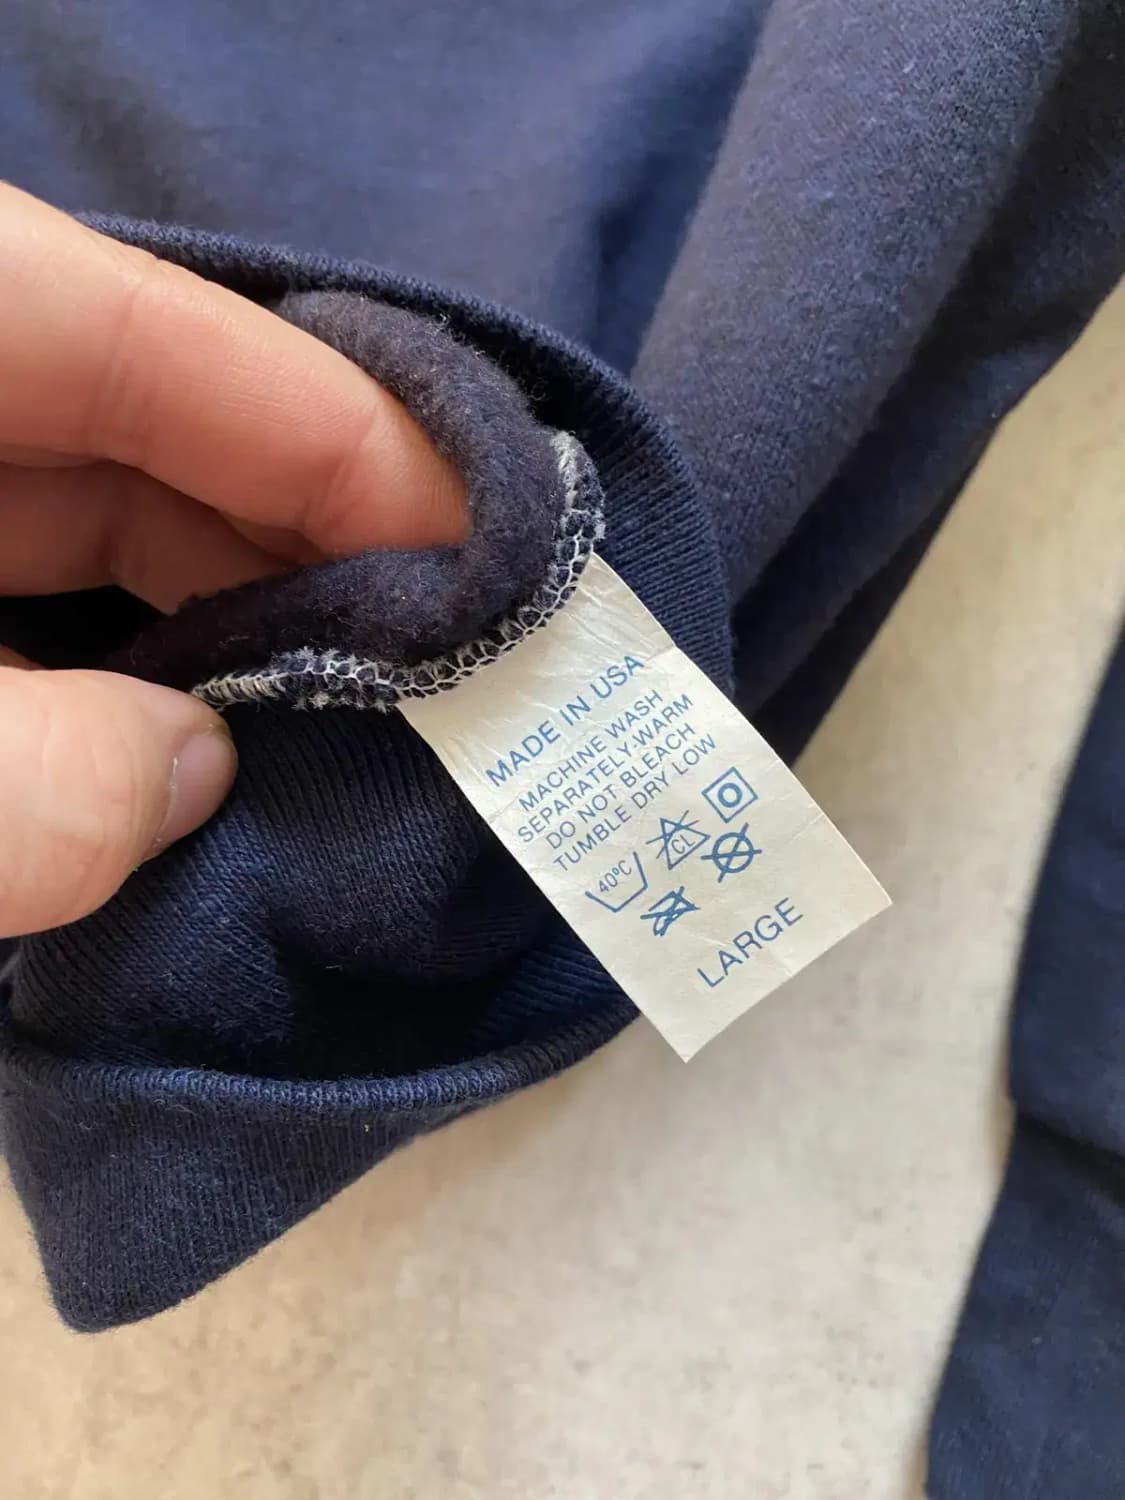 MADE IN USA
MACHINE WASH
SEPARATELY:WARM
DO NOT BLEACH
TUMBLE DRY LOW
40°C
CL
LARGE